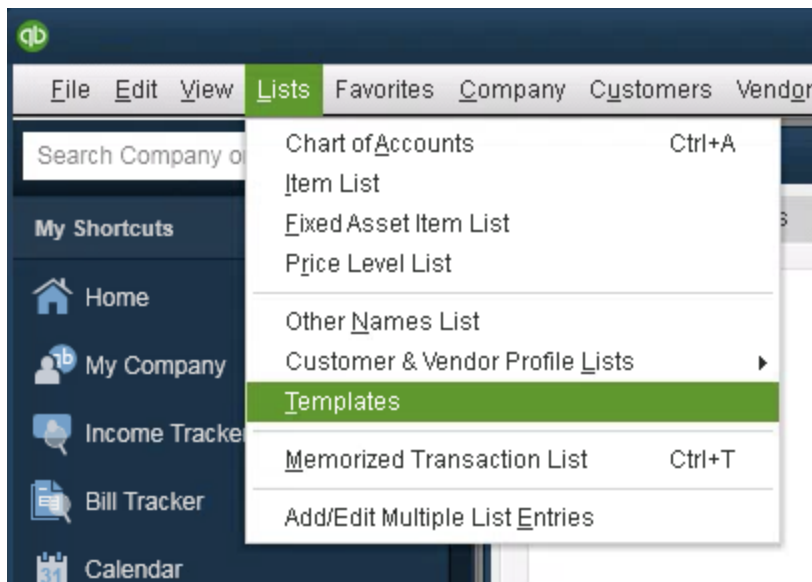 qb
File Edit View Lists Favorites Company Customers
Search Company
Chart of Accounts Ctrl+A
Item List
Fixed Asset Item List
Price Level List
Other Names List
Customer & Vendor Profile Lists
Templates
Memorized Transaction List Ctrl+T
Add/Edit Multiple List Entries
My Shortcuts
Home
My Company
Income
Bill Tracker
31 Calendar